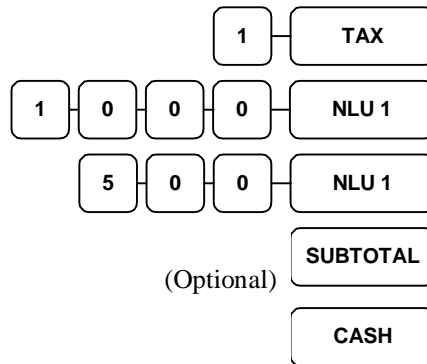 1 TAX
1 0 0 0 NLU 1
5 0 0 NLU 1
(Optional) SUBTOTAL
CASH